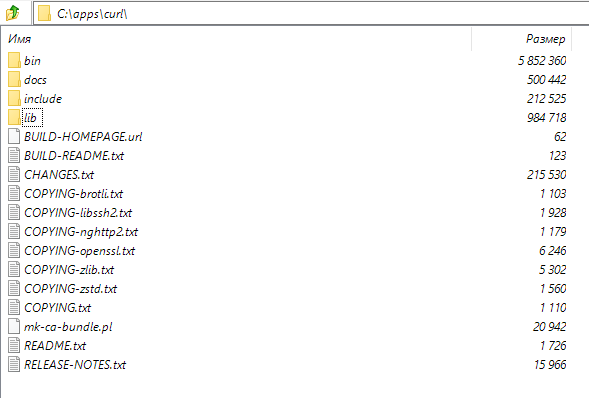 C:\apps\curl\
Имя Размер
bin 5 852 360
docs 500 442
include 212 525
lib 984 718
BUILD-HOMEPAGE.url 62
BUILD-README.txt 123
CHANGES.txt 215 530
COPYING-brotli.txt 1 103
COPYING-libssh2.txt 1 928
COPYING-nghttp2.txt 1 179
COPYING-openssl.txt 6 246
COPYING-zlib.txt 5 302
COPYING-zstd.txt 1 560
COPYING.txt 1 110
mk-ca-bundle.pl 20 942
README.txt 1 726
RELEASE-NOTES.txt 15 966